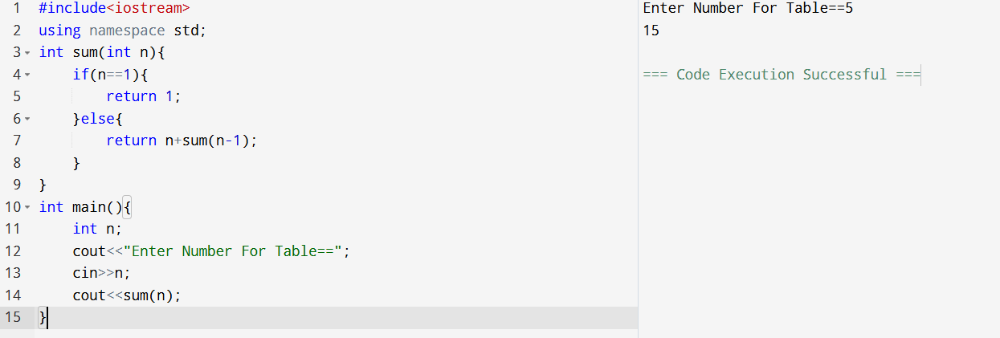 1 #include<iostream>
2 using namespace std;
3 int sum(int n){
4     if(n==1){
5         return 1;
6     }else{
7         return n+sum(n-1);
8     }
9 }
10 int main(){
11     int n;
12     cout<<"Enter Number For Table==";
13     cin>>n;
14     cout<<sum(n);
15 }
Enter Number For Table==5
15
=== Code Execution Successful ===